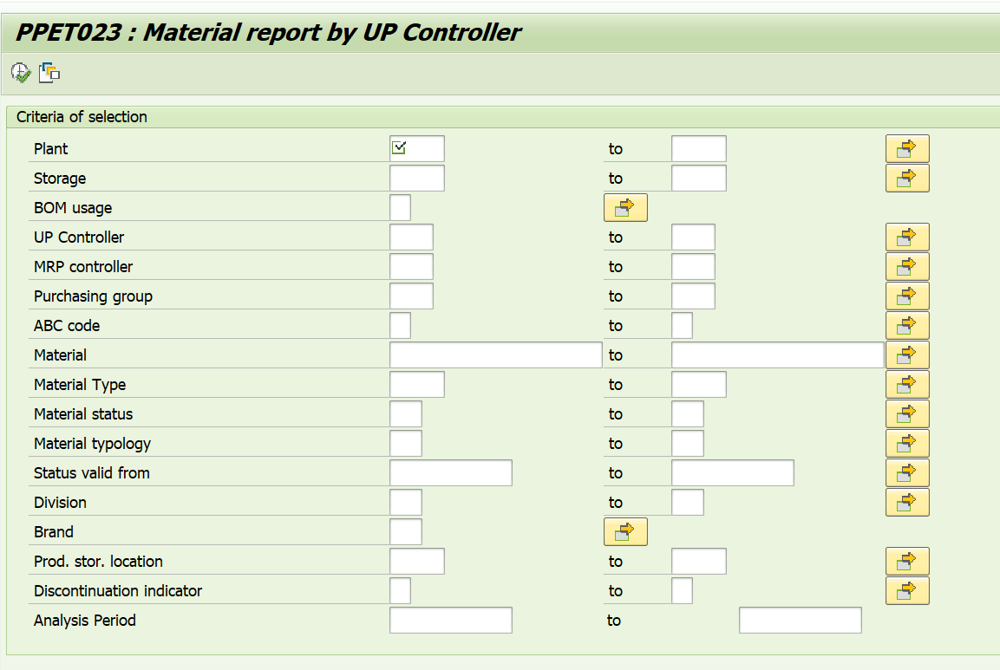 PPET023 : Material report by UP Controller
Criteria of selection
Plant to
Storage to
BOM usage
UP Controller to
MRP controller to
Purchasing group to
ABC code to
Material to
Material Type to
Material status to
Material typology to
Status valid from to
Division to
Brand
Prod. stor. location to
Discontinuation indicator to
Analysis Period to